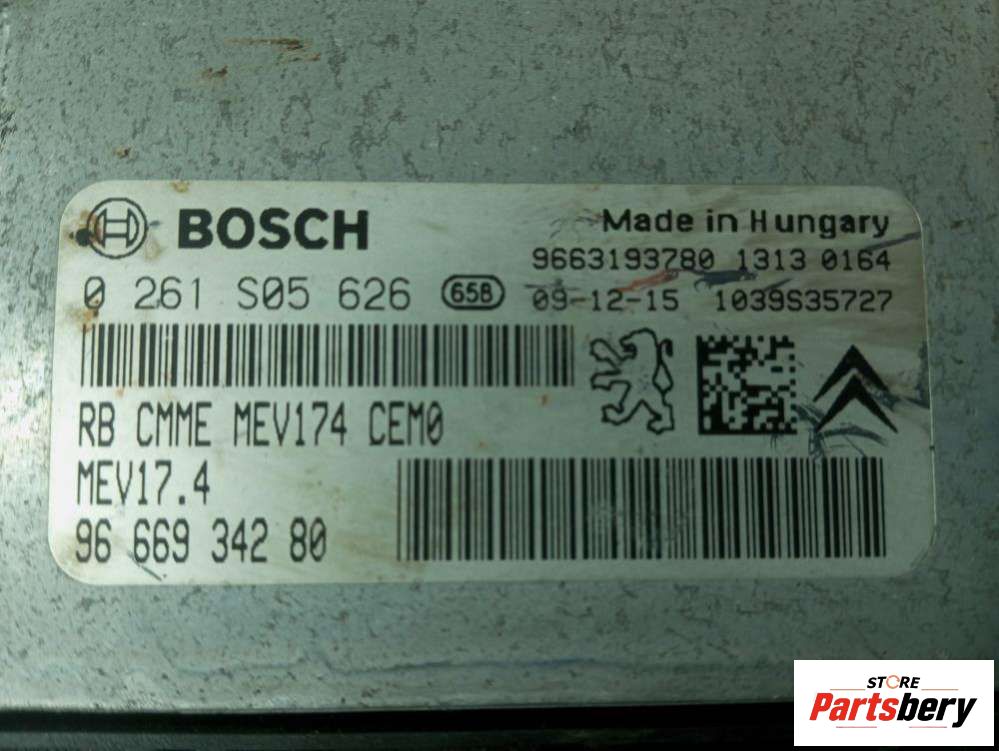 BOSCH
Made in Hungary
9663193780 1313 0164
0 261 S05 626 65B 09-12-15 1039S35727
RB CMME MEV174 CEM0
MEV17.4
96 669 342 80
STORE
Partsbery